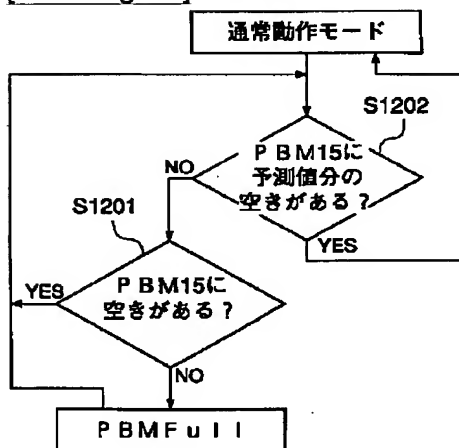 通常動作モード
S1202
PBM15に
予測値分の
空きがある?
NO
YES
S1201
PBM15に
空きがある?
YES
NO
PBMFull